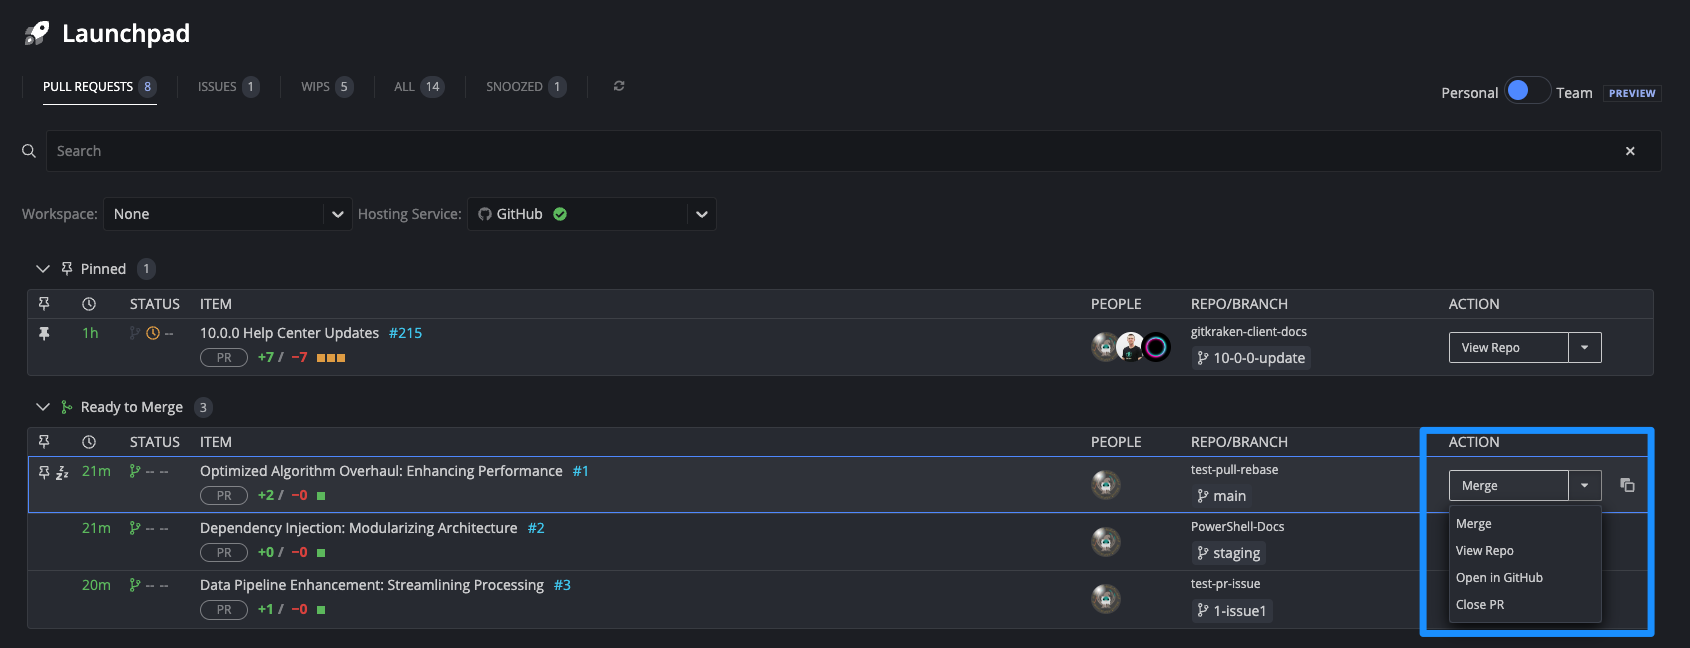 Launchpad
PULL REQUESTS 8 ISSUES 1 WIPS 5 ALL 14 SNOOZED 1
Personal Team PREVIEW
Search
Workspace: None Hosting Service: GitHub
Pinned 1
STATUS ITEM PEOPLE REPO/BRANCH ACTION
1h -- 10.0.0 Help Center Updates #215 gitkraken-client-docs View Repo
PR +7 / −7 10-0-0-update
Ready to Merge 3
STATUS ITEM PEOPLE REPO/BRANCH ACTION
21m -- -- Optimized Algorithm Overhaul: Enhancing Performance #1 test-pull-rebase Merge
PR +2 / −0 main
21m -- -- Dependency Injection: Modularizing Architecture #2 PowerShell-Docs
PR +0 / −0 staging
20m -- -- Data Pipeline Enhancement: Streamlining Processing #3 test-pr-issue
PR +1 / −0 1-issue1
Merge
View Repo
Open in GitHub
Close PR